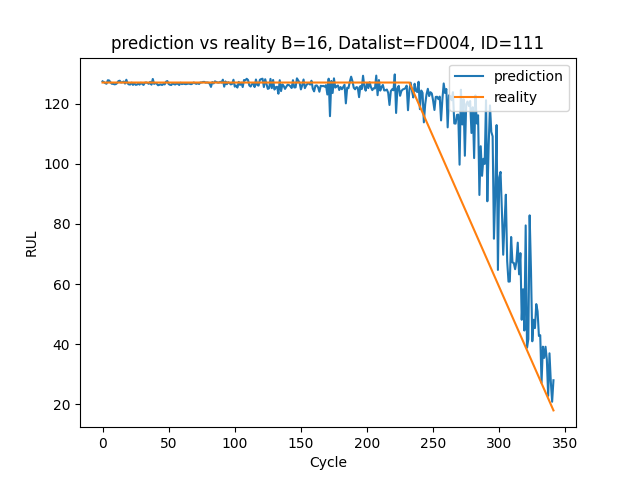 prediction vs reality B=16, Datalist=FD004, ID=111
prediction
reality
120
100
80
60
40
20
RUL
0 50 100 150 200 250 300 350
Cycle